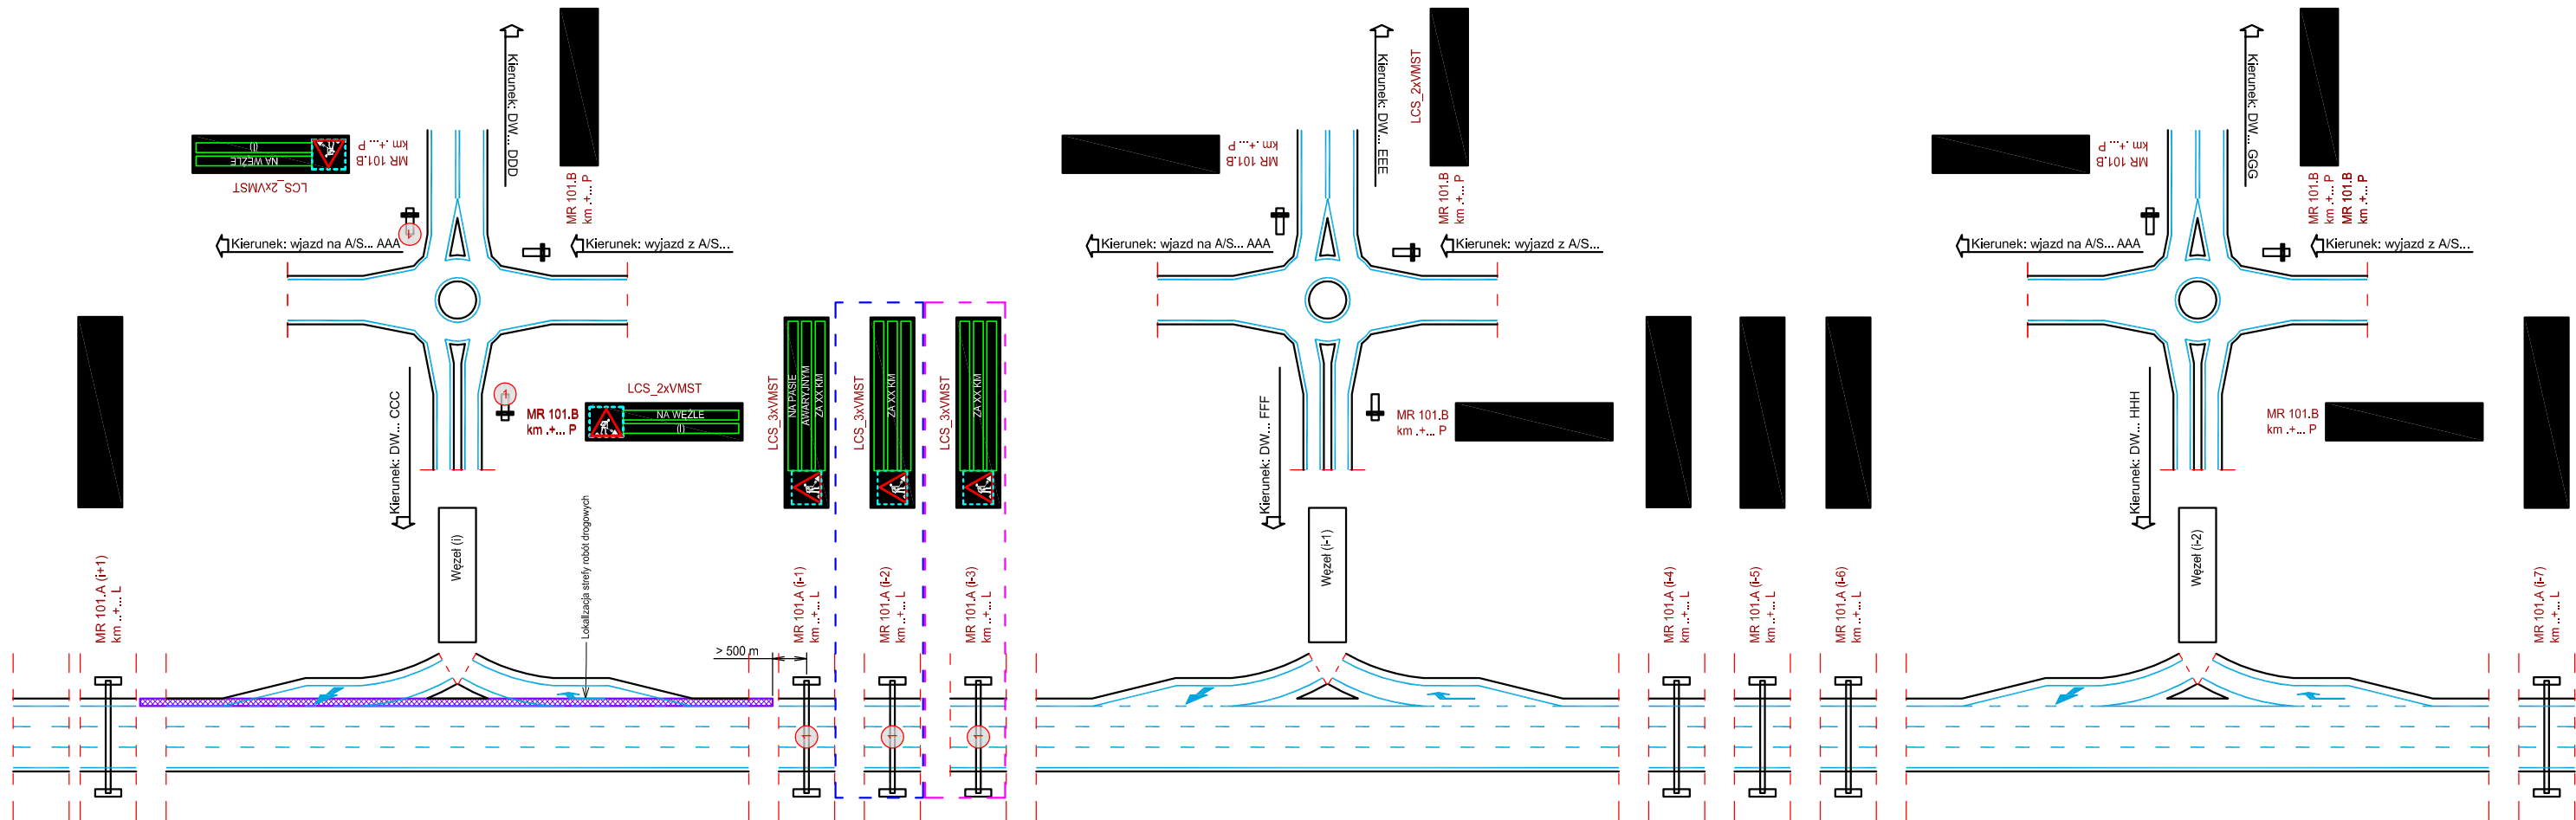 Kierunek: DW... DDD
MR 101.B
km .+... P
NA WĘŹLE
(i)
LCS_2xVMST
MR 101.B
km .+... P
Kierunek: wjazd na A/S... AAA
1
Kierunek: wyjazd z A/S...
Kierunek: DW... CCC
1
MR 101.B
km .+... P
LCS_2xVMST
NA WĘŹLE
(i)
Węzeł (i)
Lokalizacja strefy robót drogowych
MR 101.A (i+1)
km ..+... L
> 500 m
LCS_3xVMST
NA PASIE
AWARYJNYM
ZA XX KM
MR 101.A (i-1)
km ..+... L
1
LCS_3xVMST
ZA XX KM
MR 101.A (i-2)
km ..+... L
1
LCS_3xVMST
ZA XX KM
MR 101.A (i-3)
km ..+... L
1
Kierunek: DW... EEE
LCS_2xVMST
MR 101.B
km .+... P
MR 101.B
km .+... P
Kierunek: wjazd na A/S... AAA
Kierunek: wyjazd z A/S...
Kierunek: DW... FFF
MR 101.B
km .+... P
Węzeł (i-1)
MR 101.A (i-4)
km ..+... L
MR 101.A (i-5)
km ..+... L
MR 101.A (i-6)
km ..+... L
Kierunek: DW... GGG
MR 101.B
km .+... P
MR 101.B
km .+... P
MR 101.B
km .+... P
Kierunek: wjazd na A/S... AAA
Kierunek: wyjazd z A/S...
Kierunek: DW... HHH
MR 101.B
km .+... P
Węzeł (i-2)
MR 101.A (i-7)
km ..+... L